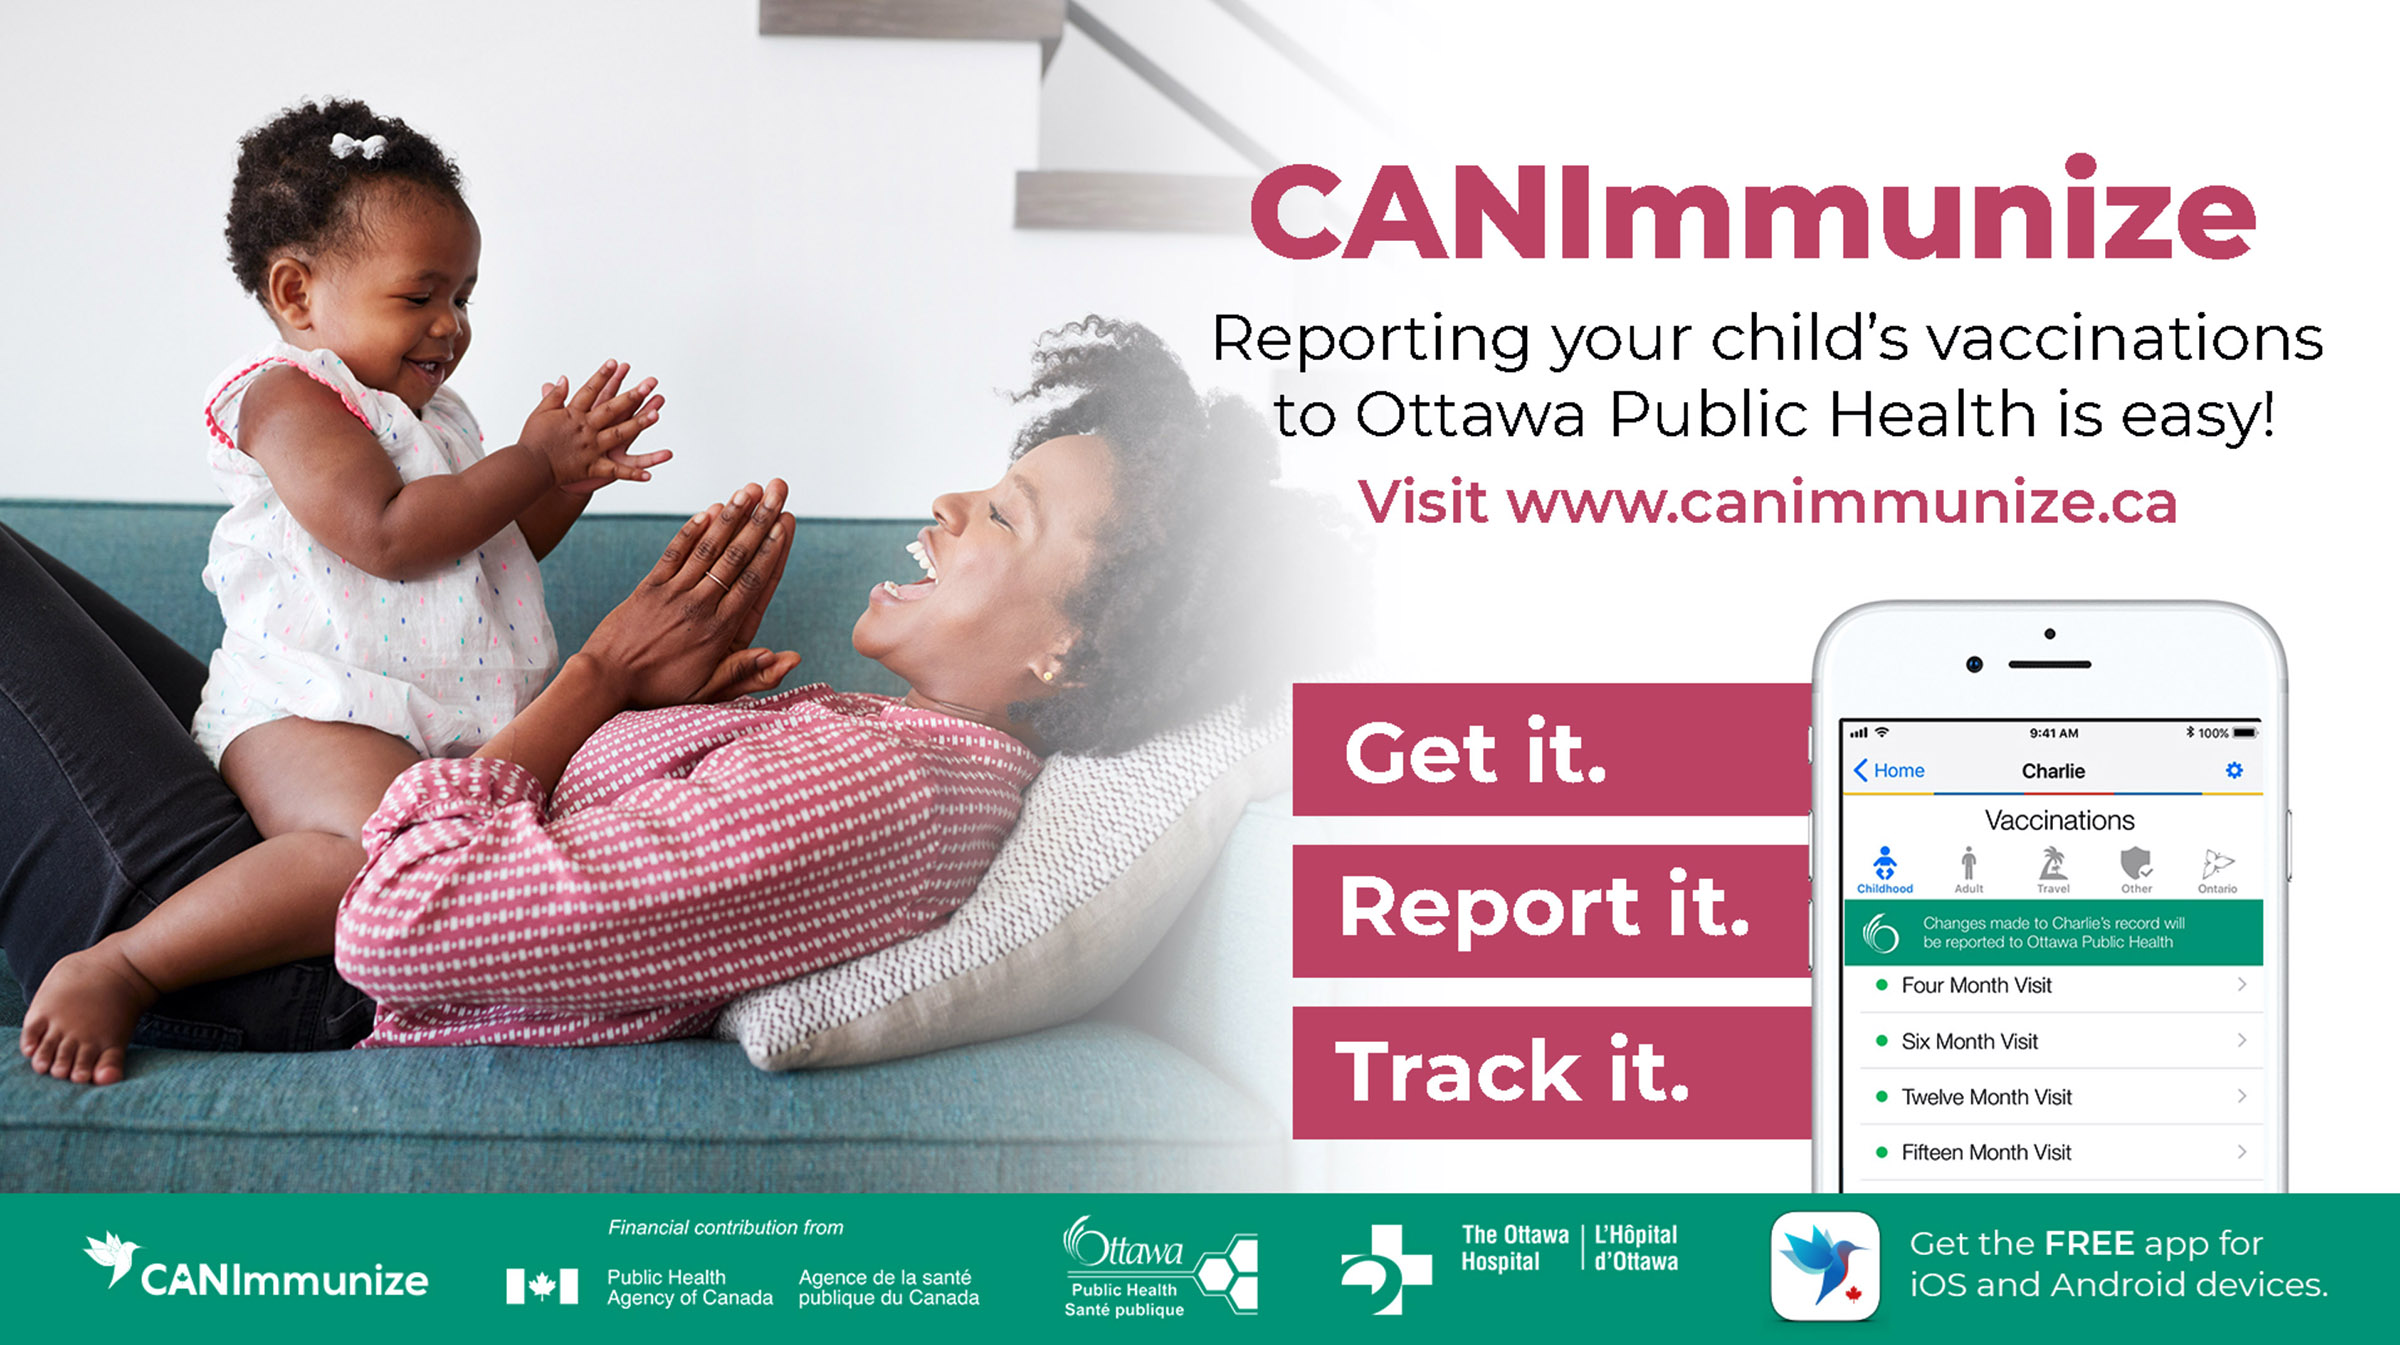 CANImmunize
Reporting your child's vaccinations
to Ottawa Public Health is easy!
Visit www.canimmunize.ca
Get it.
Report it.
Track it.
9:41 AM
100%
Home
Charlie
Vaccinations
Childhood
Adult
Travel
Other
Ontario
Changes made to Charlie's record will
be reported to Ottawa Public Health
Four Month Visit
Six Month Visit
Twelve Month Visit
Fifteen Month Visit
CANImmunize
Financial contribution from
Public Health
Agency of Canada
Agence de la santé
publique du Canada
Ottawa
Public Health
Santé publique
The Ottawa
Hospital
L'Hôpital
d'Ottawa
Get the FREE app for
iOS and Android devices.